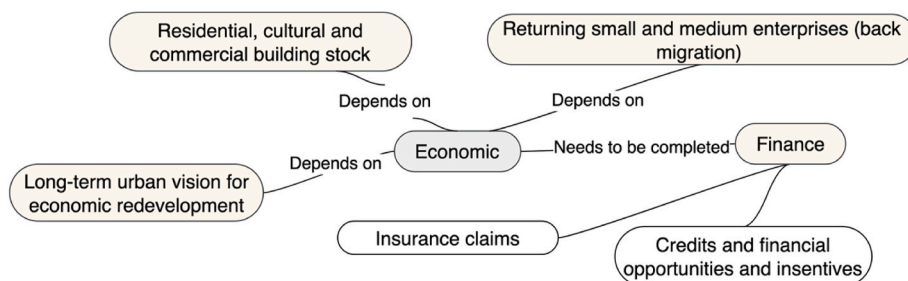 Residential, cultural and
commercial building stock
Returning small and medium enterprises (back
migration)
Depends on
Depends on
Economic
Needs to be completed
Finance
Depends on
Long-term urban vision for
economic redevelopment
Insurance claims
Credits and financial
opportunities and insentives